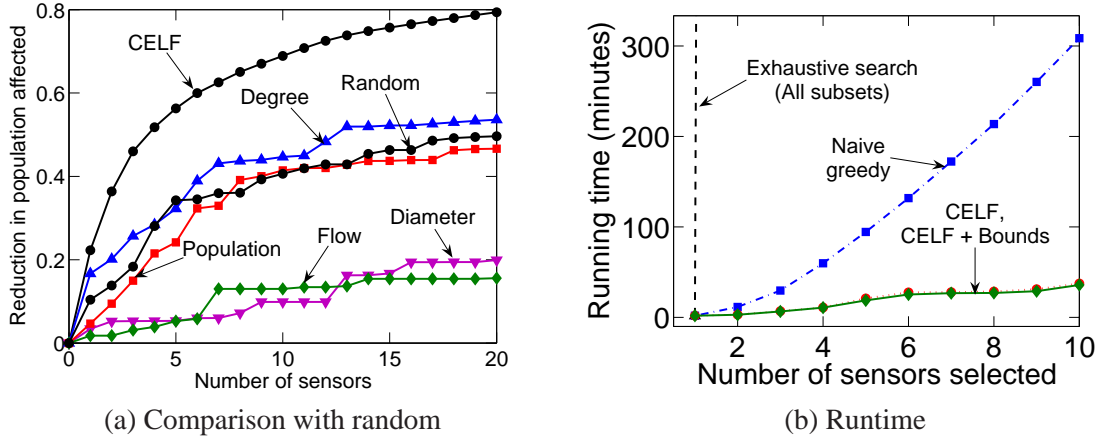 Reduction in population affected
0.8
0.6
0.4
0.2
0
CELF
Degree
Random
Population
Flow
Diameter
0
5
10
15
20
Number of sensors
(a) Comparison with random
Running time (minutes)
300
200
100
0
Exhaustive search
(All subsets)
Naive
greedy
CELF,
CELF + Bounds
2
4
6
8
10
Number of sensors selected
(b) Runtime